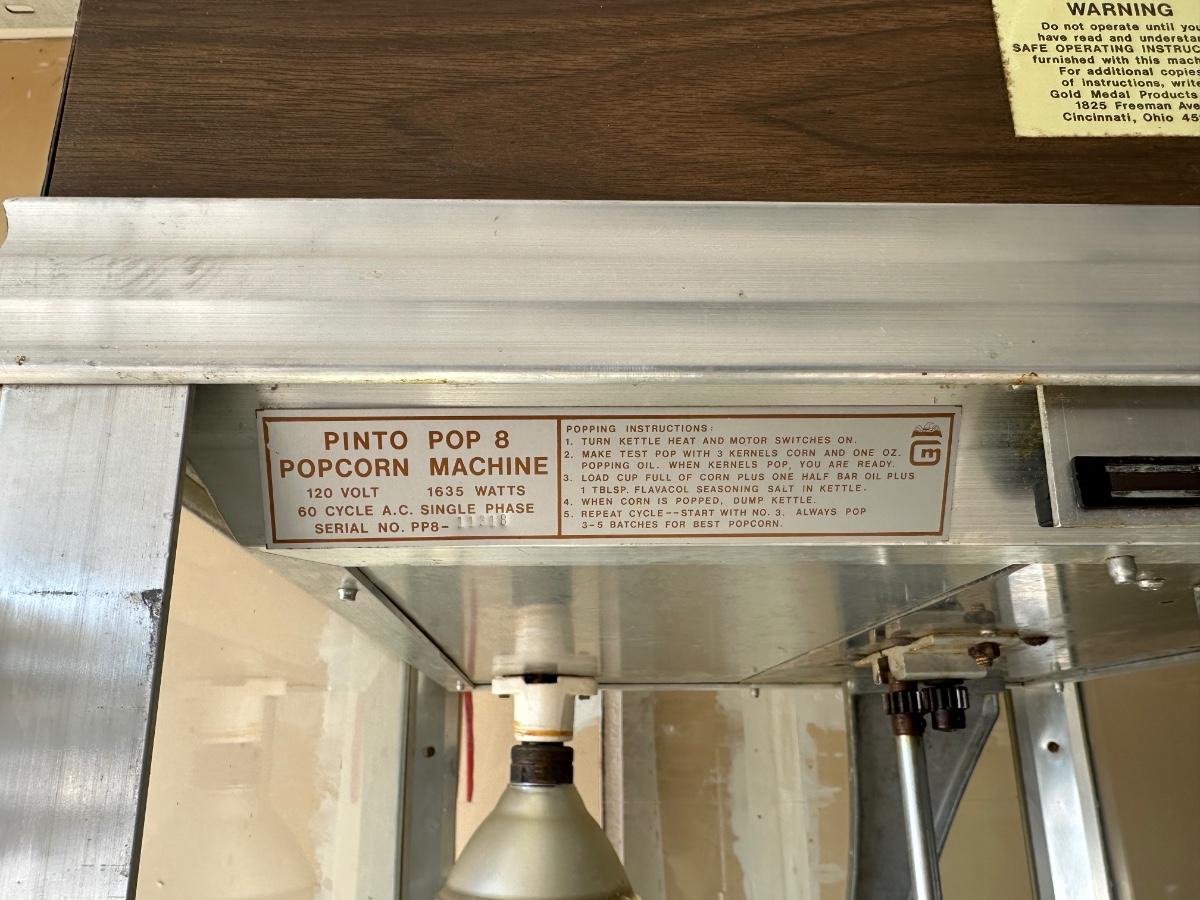 WARNING
Do not operate until you
have read and understan
SAFE OPERATING INSTRUC
furnished with this mach
For additional copies
of instructions, write
Gold Medal Products
1825 Freeman Ave
Cincinnati, Ohio 45
PINTO POP 8
POPCORN MACHINE
120 VOLT 1635 WATTS
60 CYCLE A.C. SINGLE PHASE
SERIAL NO. PP8-
POPPING INSTRUCTIONS:
1. TURN KETTLE HEAT AND MOTOR SWITCHES ON.
2. MAKE TEST POP WITH 3 KERNELS CORN AND ONE OZ.
POPPING OIL. WHEN KERNELS POP, YOU ARE READY.
3. LOAD CUP FULL OF CORN PLUS ONE HALF BAR OIL PLUS
1 TBLSP. FLAVACOL SEASONING SALT IN KETTLE.
4. WHEN CORN IS POPPED, DUMP KETTLE.
5. REPEAT CYCLE--START WITH NO. 3. ALWAYS POP
3-5 BATCHES FOR BEST POPCORN.
m